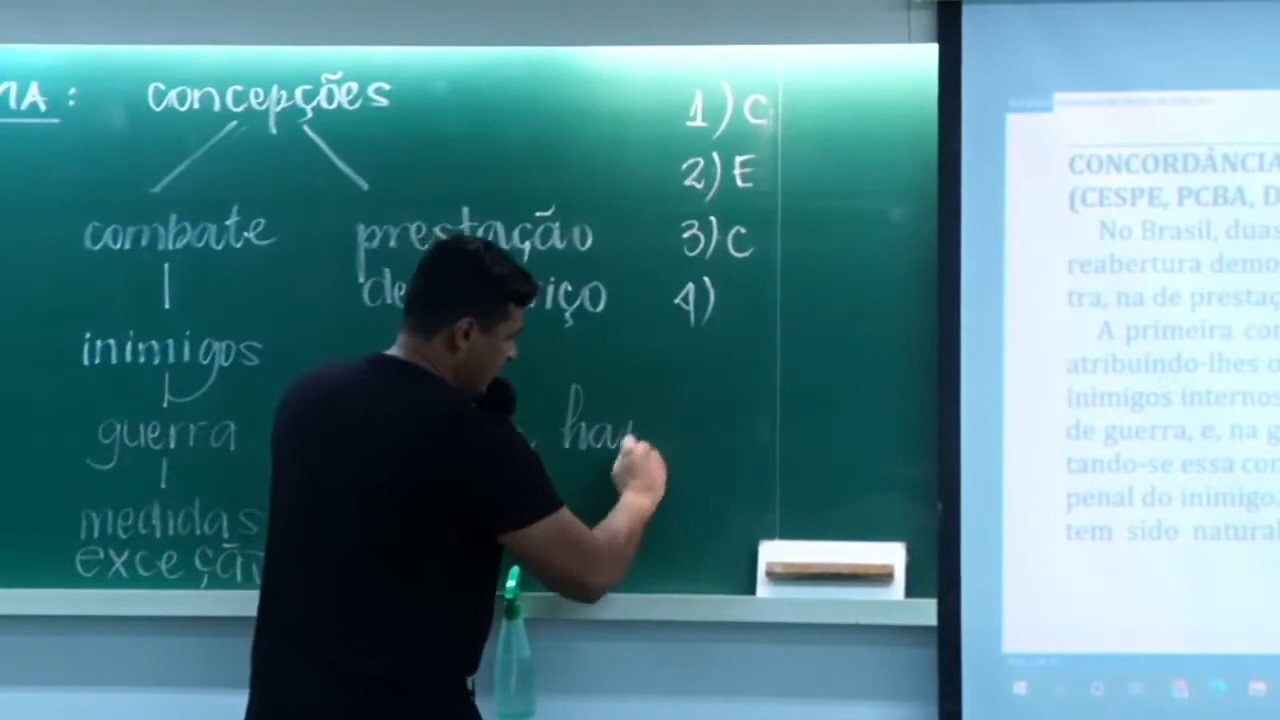 MA : concepções
combate
prestação
inimigos
guerra
medidas
exceção
1) C
2) E
3) C
4)
CONCORDÂNCIA
(CESPE, PCBA, D
No Brasil, duas
reabertura demo
tra, na de prestaç
A primeira con
atribuindo-lhes o
inimigos internos
de guerra, e, na g
tando-se essa con
penal do inimigo.
tem sido natural